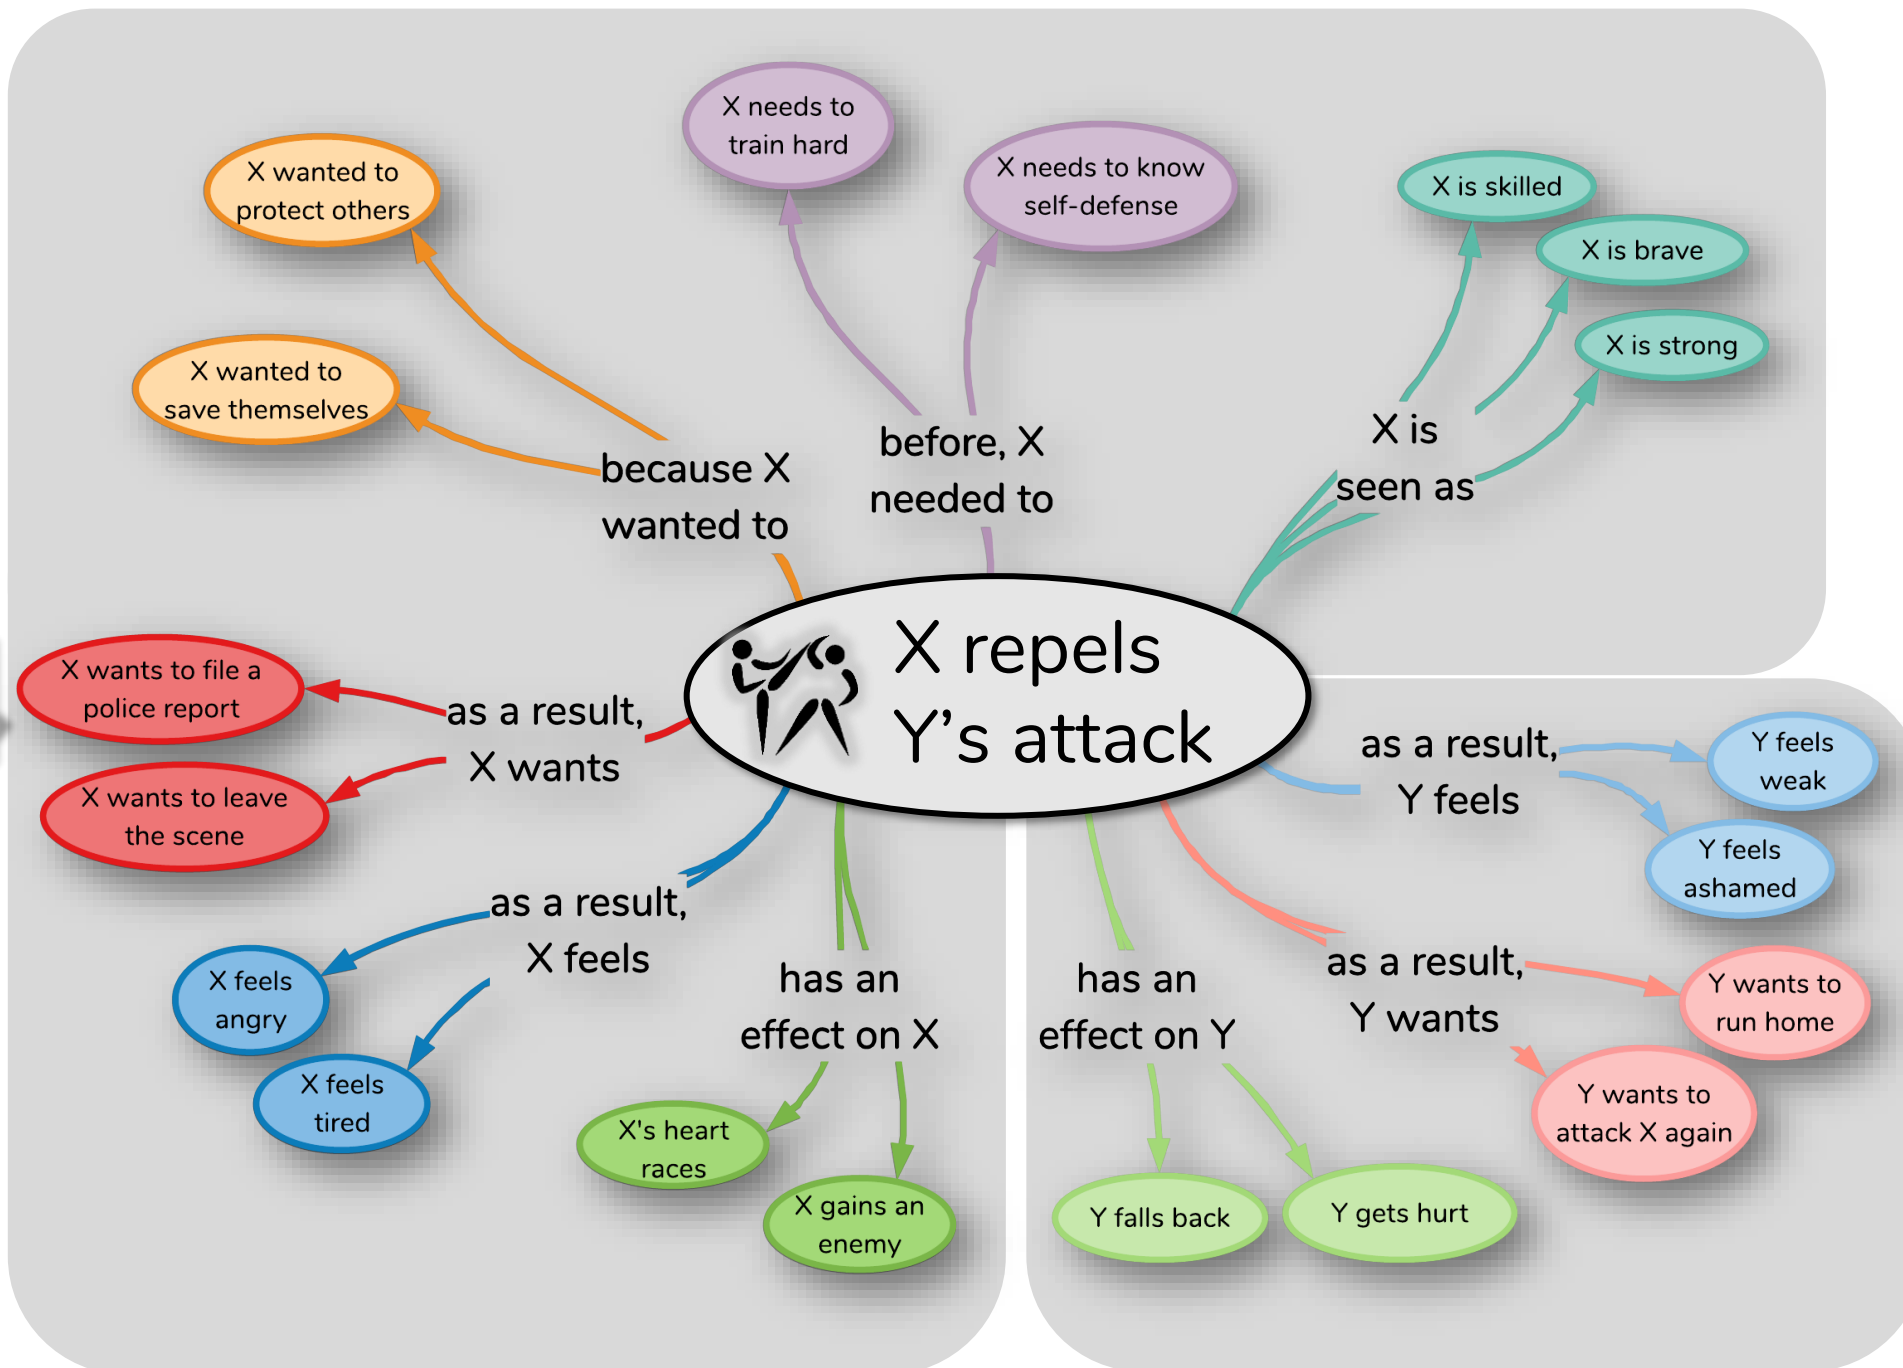 X needs to
train hard
X needs to know
self-defense
X wanted to
protect others
X wanted to
save themselves
X is skilled
X is brave
X is strong
because X
wanted to
before, X
needed to
X is
seen as
X repels
Y's attack
X wants to file a
police report
X wants to leave
the scene
as a result,
X wants
as a result,
X feels
X feels
angry
X feels
tired
has an
effect on X
X's heart
races
X gains an
enemy
as a result,
Y feels
Y feels
weak
Y feels
ashamed
as a result,
Y wants
Y wants to
run home
Y wants to
attack X again
has an
effect on Y
Y falls back
Y gets hurt